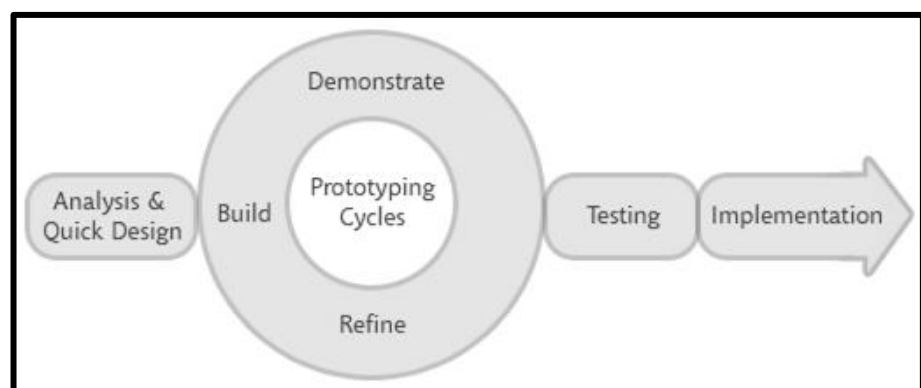 Demonstrate
Analysis &
Quick Design
Build
Prototyping
Cycles
Refine
Testing
Implementation